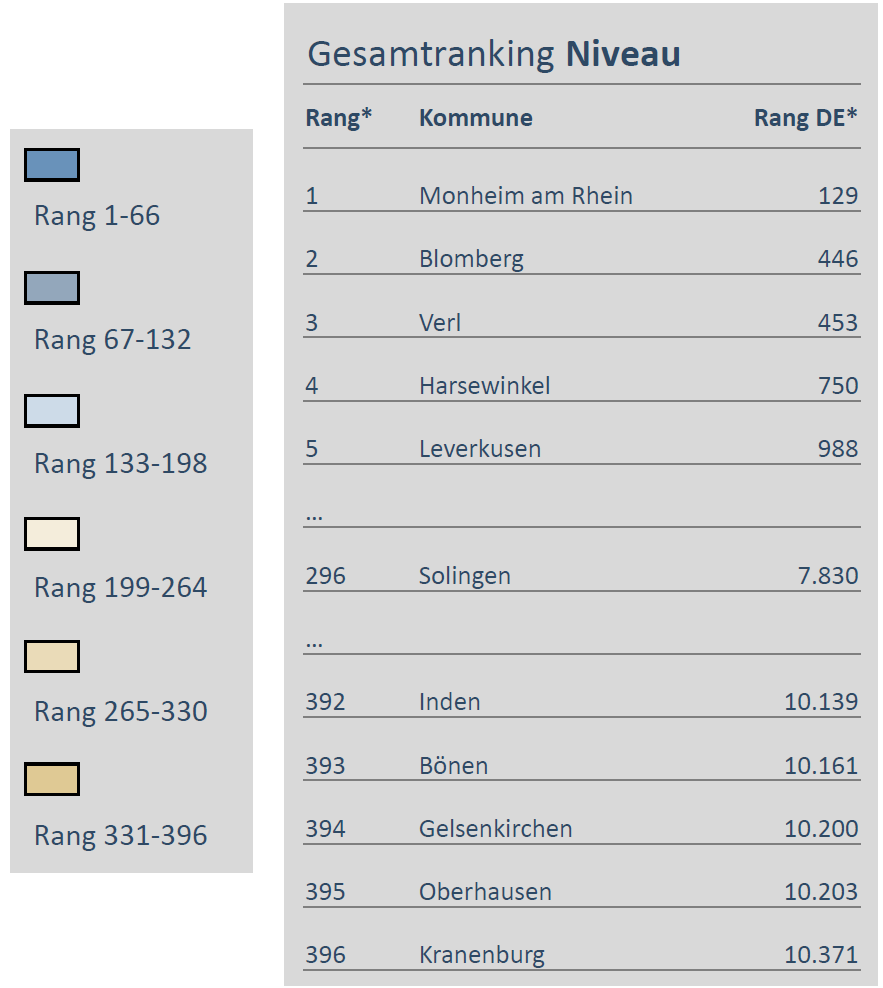 Rang 1-66
Rang 67-132
Rang 133-198
Rang 199-264
Rang 265-330
Rang 331-396
Gesamtranking Niveau
Rang* Kommune Rang DE*
1 Monheim am Rhein 129
2 Blomberg 446
3 Verl 453
4 Harsewinkel 750
5 Leverkusen 988
...
296 Solingen 7.830
...
392 Inden 10.139
393 Bönen 10.161
394 Gelsenkirchen 10.200
395 Oberhausen 10.203
396 Kranenburg 10.371